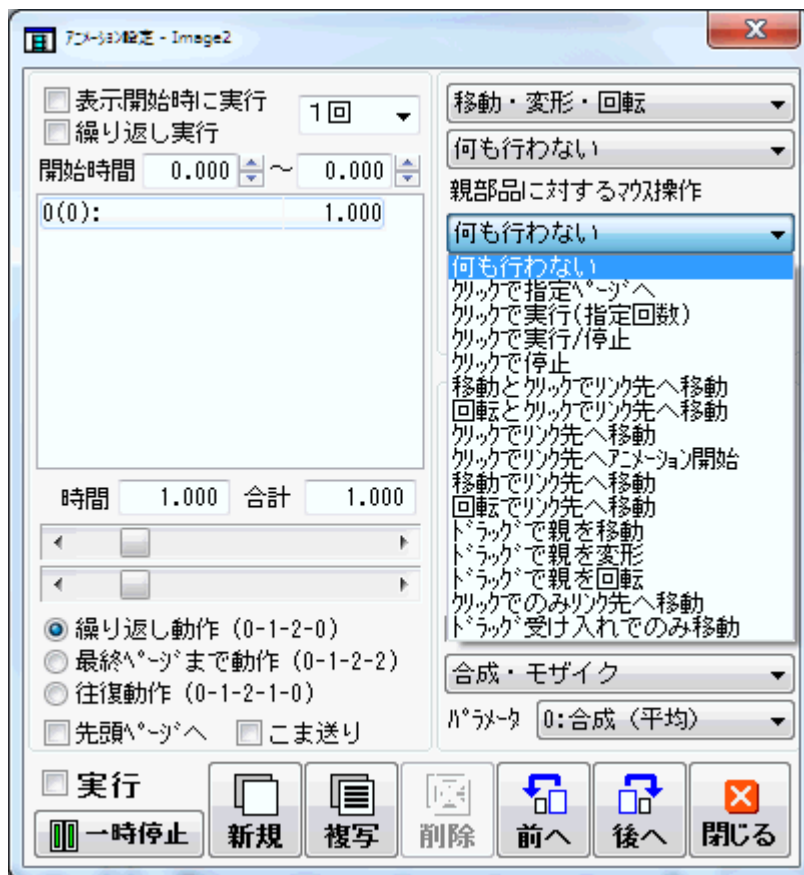 ｱﾆﾒｰｼｮﾝ設定 - Image2
表示開始時に実行
1回
繰り返し実行
開始時間 0.000 ～ 0.000
0(0): 1.000
時間 1.000 合計 1.000
繰り返し動作 (0-1-2-0)
最終ﾍﾟｰｼﾞまで動作 (0-1-2-2)
往復動作 (0-1-2-1-0)
先頭ﾍﾟｰｼﾞへ こま送り
移動・変形・回転
何も行わない
親部品に対するﾏｳｽ操作
何も行わない
何も行わない
ｸﾘｯｸで指定ﾍﾟｰｼﾞへ
ｸﾘｯｸで実行(指定回数)
ｸﾘｯｸで実行/停止
ｸﾘｯｸで停止
移動とｸﾘｯｸでﾘﾝｸ先へ移動
回転とｸﾘｯｸでﾘﾝｸ先へ移動
ｸﾘｯｸでﾘﾝｸ先へ移動
ｸﾘｯｸでﾘﾝｸ先へｱﾆﾒｰｼｮﾝ開始
移動でﾘﾝｸ先へ移動
回転でﾘﾝｸ先へ移動
ﾄﾞﾗｯｸﾞで親を移動
ﾄﾞﾗｯｸﾞで親を変形
ﾄﾞﾗｯｸﾞで親を回転
ｸﾘｯｸでのみﾘﾝｸ先へ移動
ﾄﾞﾗｯｸﾞ受け入れでのみ移動
合成・モザイク
ﾊﾟﾗﾒｰﾀ 0:合成（平均）
実行
一時停止
新規 複写 削除 前へ 後へ 閉じる